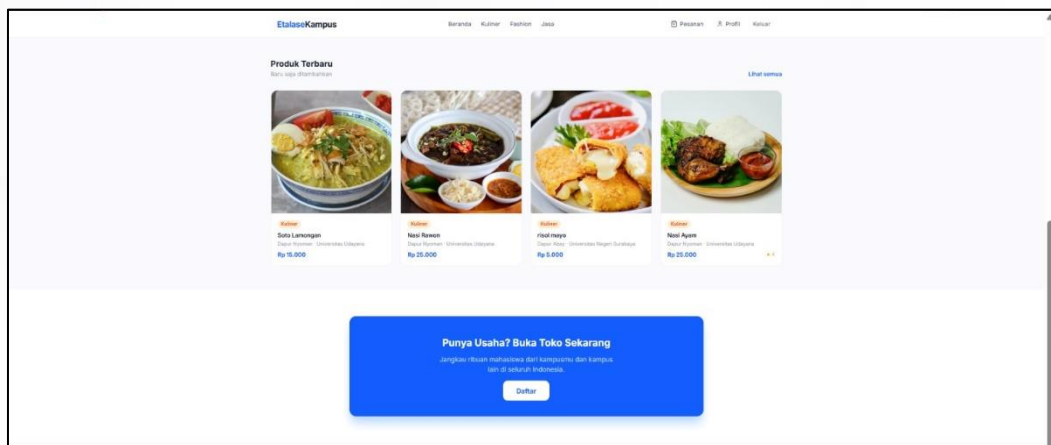 EtalaseKampus
Beranda Kuliner Fashion Jasa
Pesanan Profil Keluar
Produk Terbaru
Baru saja ditambahkan
Lihat semua
Kuliner
Soto Lamongan
Dapur Nyoman · Universitas Udayana
Rp 15.000
Kuliner
Nasi Rawon
Dapur Nyoman · Universitas Udayana
Rp 25.000
Kuliner
risol mayo
Dapur · Universitas Negeri Surabaya
Rp 5.000
Kuliner
Nasi Ayam
Dapur Nyoman · Universitas Udayana
Rp 25.000
Punya Usaha? Buka Toko Sekarang
Jangkau ribuan mahasiswa dari kampusmu dan kampus
lain di seluruh Indonesia.
Daftar